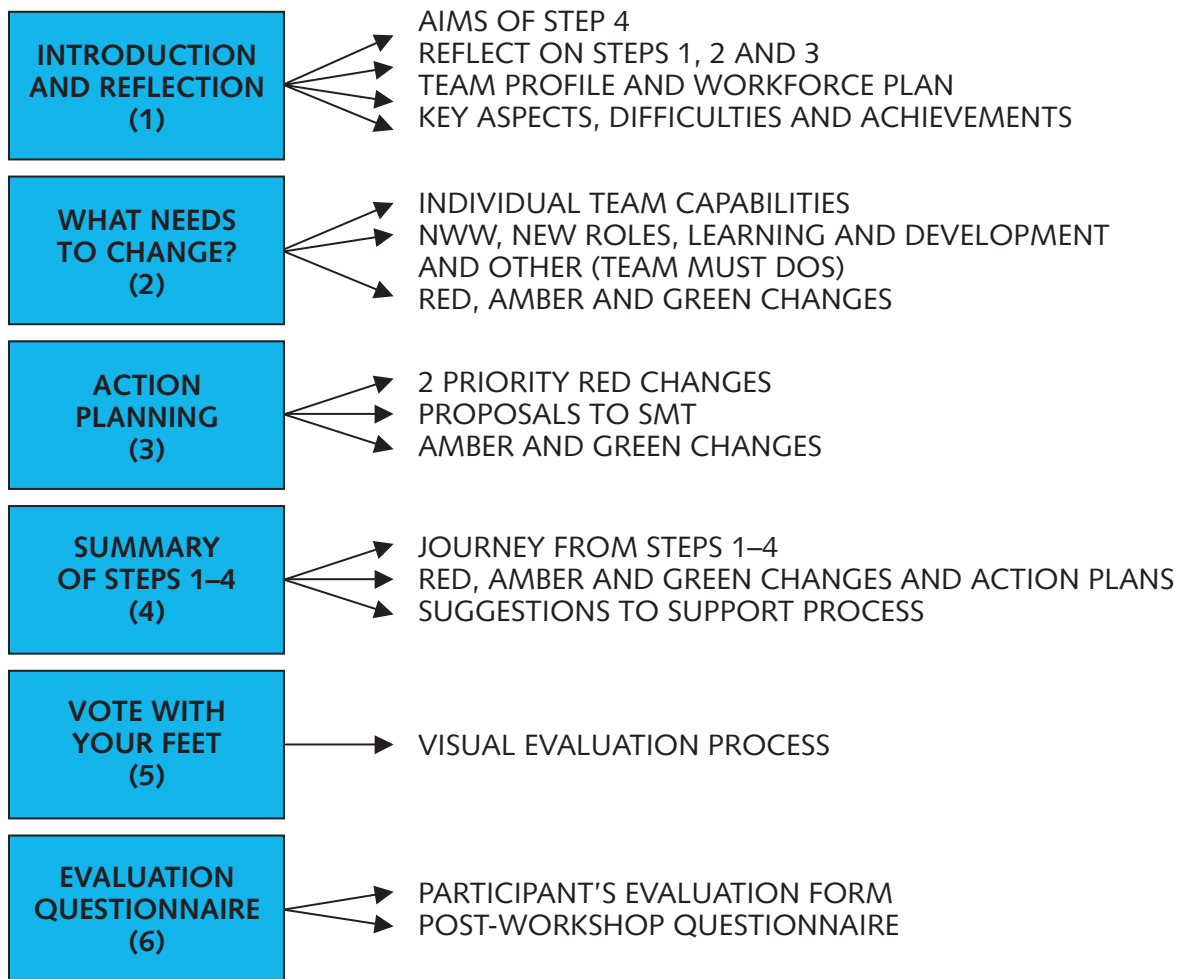 INTRODUCTION
AND REFLECTION
(1)
AIMS OF STEP 4
REFLECT ON STEPS 1, 2 AND 3
TEAM PROFILE AND WORKFORCE PLAN
KEY ASPECTS, DIFFICULTIES AND ACHIEVEMENTS
WHAT NEEDS
TO CHANGE?
(2)
INDIVIDUAL TEAM CAPABILITIES
NWW, NEW ROLES, LEARNING AND DEVELOPMENT
AND OTHER (TEAM MUST DOS)
RED, AMBER AND GREEN CHANGES
ACTION
PLANNING
(3)
2 PRIORITY RED CHANGES
PROPOSALS TO SMT
AMBER AND GREEN CHANGES
SUMMARY
OF STEPS 1–4
(4)
JOURNEY FROM STEPS 1–4
RED, AMBER AND GREEN CHANGES AND ACTION PLANS
SUGGESTIONS TO SUPPORT PROCESS
VOTE WITH
YOUR FEET
(5)
VISUAL EVALUATION PROCESS
EVALUATION
QUESTIONNAIRE
(6)
PARTICIPANT’S EVALUATION FORM
POST-WORKSHOP QUESTIONNAIRE